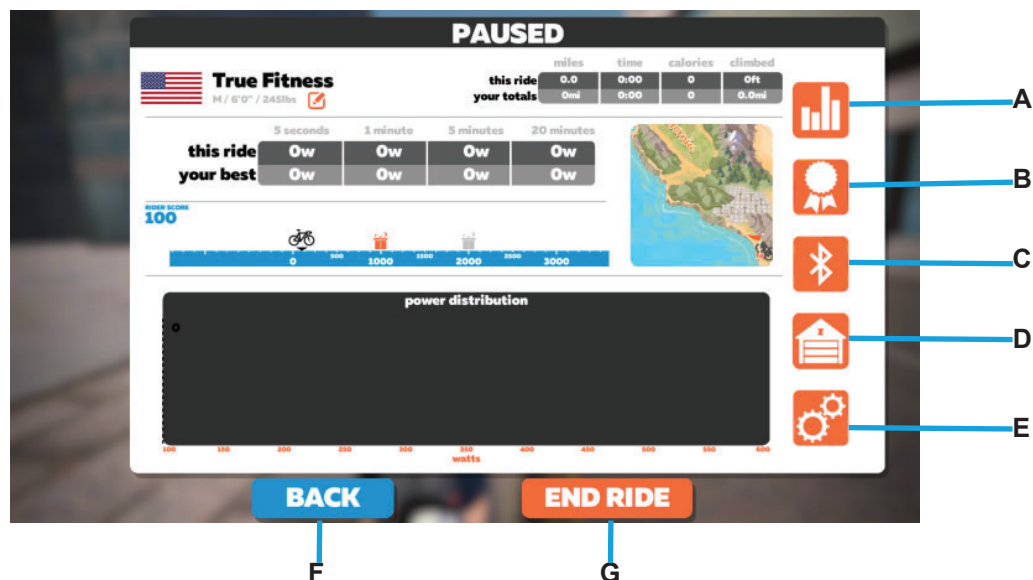 PAUSED
miles time calories climbed
True Fitness
M / 6'0" / 245lbs
this ride 0.0 0:00 0 0ft
your totals 0mi 0:00 0 0.0mi
A
5 seconds 1 minute 5 minutes 20 minutes
this ride 0w 0w 0w 0w
your best 0w 0w 0w 0w
B
RIDER SCORE
100
0 500 1000 1500 2000 2500 3000
C
power distribution
0
D
E
100 150 200 250 300 350 400 450 500 550 600
watts
BACK END RIDE
F G